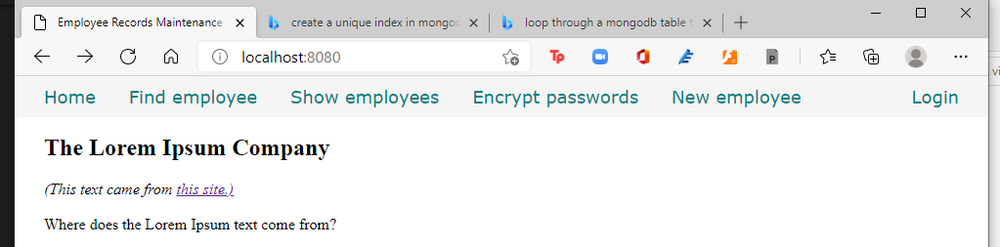 Employee Records Maintenance
create a unique index in mongo
loop through a mongodb table
localhost:8080
Home Find employee Show employees Encrypt passwords New employee Login
The Lorem Ipsum Company
(This text came from this site.)
Where does the Lorem Ipsum text come from?